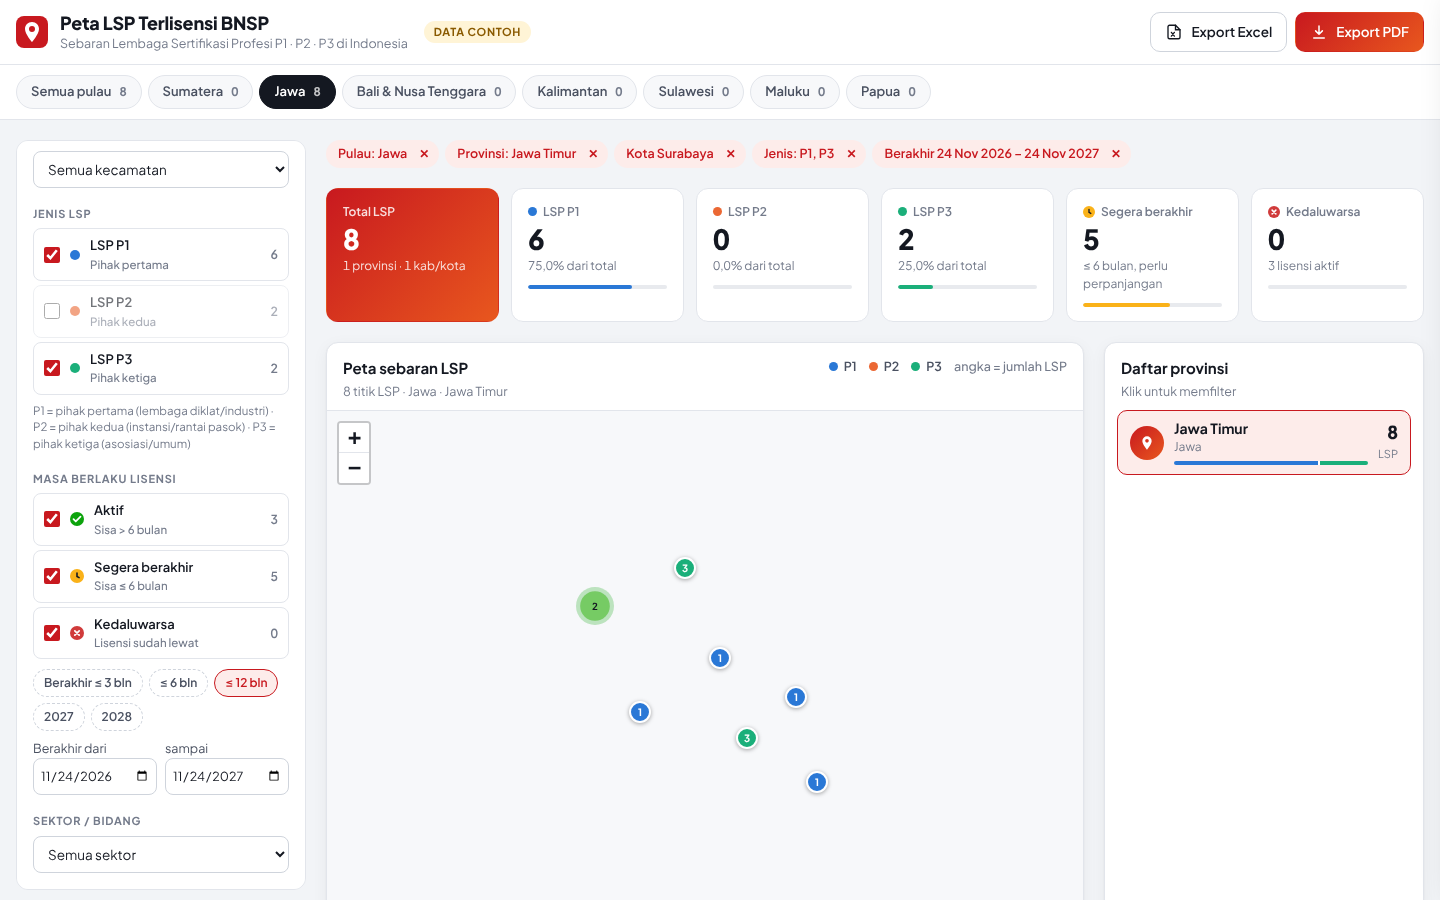 Peta LSP Terlisensi BNSP
Sebaran Lembaga Sertifikasi Profesi P1 · P2 · P3 di Indonesia
DATA CONTOH
Export Excel
Export PDF
Semua pulau 8
Sumatera 0
Jawa 8
Bali & Nusa Tenggara 0
Kalimantan 0
Sulawesi 0
Maluku 0
Papua 0
Semua kecamatan
JENIS LSP
LSP P1
Pihak pertama
6
LSP P2
Pihak kedua
2
LSP P3
Pihak ketiga
2
P1 = pihak pertama (lembaga diklat/industri) ·
P2 = pihak kedua (instansi/rantai pasok) · P3 =
pihak ketiga (asosiasi/umum)
MASA BERLAKU LISENSI
Aktif
Sisa > 6 bulan
3
Segera berakhir
Sisa ≤ 6 bulan
5
Kedaluwarsa
Lisensi sudah lewat
0
Berakhir ≤ 3 bln
≤ 6 bln
≤ 12 bln
2027
2028
Berakhir dari
sampai
11/24/2026
11/24/2027
SEKTOR / BIDANG
Semua sektor
Pulau: Jawa ✕
Provinsi: Jawa Timur ✕
Kota Surabaya ✕
Jenis: P1, P3 ✕
Berakhir 24 Nov 2026 – 24 Nov 2027 ✕
Total LSP
8
1 provinsi · 1 kab/kota
LSP P1
6
75,0% dari total
LSP P2
0
0,0% dari total
LSP P3
2
25,0% dari total
Segera berakhir
5
≤ 6 bulan, perlu
perpanjangan
Kedaluwarsa
0
3 lisensi aktif
Peta sebaran LSP
8 titik LSP · Jawa · Jawa Timur
P1
P2
P3
angka = jumlah LSP
+
−
3
2
1
1
1
3
1
Daftar provinsi
Klik untuk memfilter
Jawa Timur
Jawa
8
LSP